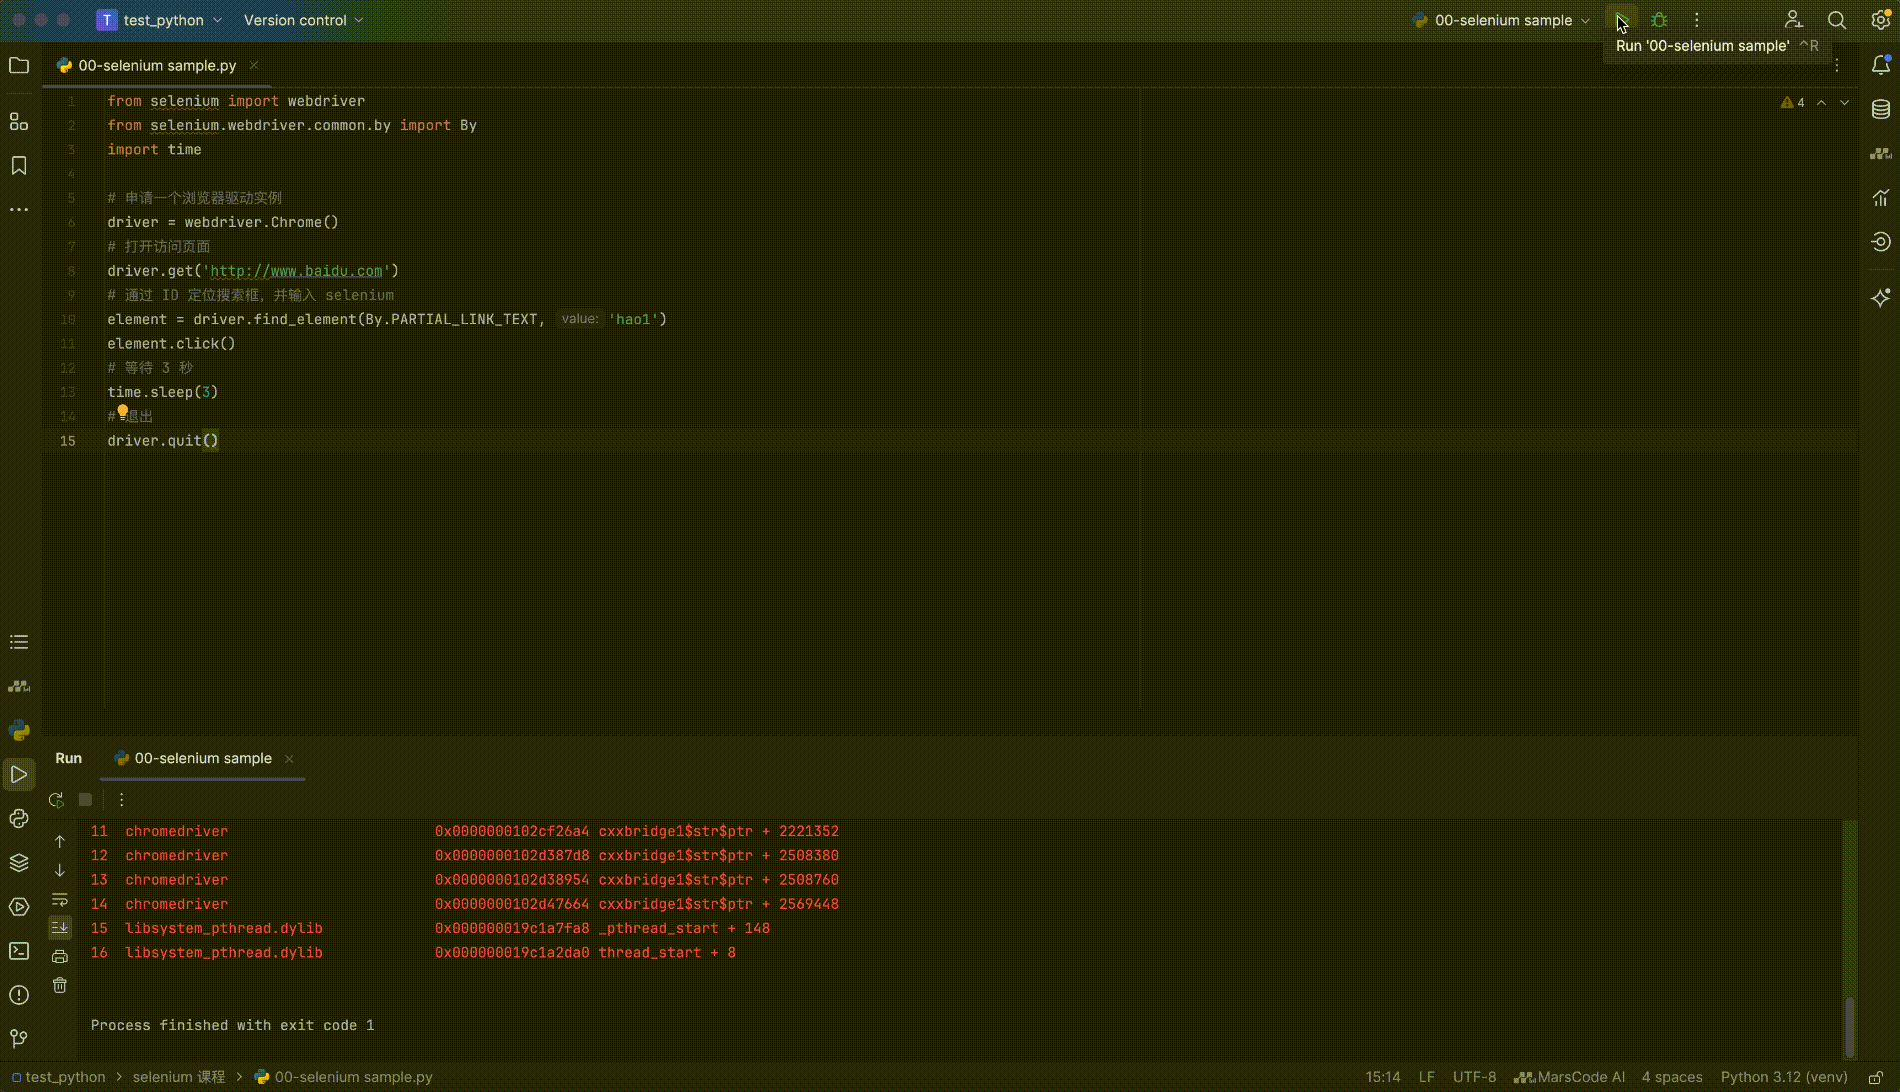 T test_python Version control 00-selenium sample
Run '00-selenium sample' ^R
00-selenium sample.py
1 from selenium import webdriver
4
2 from selenium.webdriver.common.by import By
3 import time
4
5 # 申请一个浏览器驱动实例
6 driver = webdriver.Chrome()
7 # 打开访问页面
8 driver.get('http://www.baidu.com')
9 # 通过 ID 定位搜索框，并输入 selenium
10 element = driver.find_element(By.PARTIAL_LINK_TEXT, value: 'hao1')
11 element.click()
12 # 等待 3 秒
13 time.sleep(3)
14 # 退出
15 driver.quit()
Run 00-selenium sample
11 chromedriver 0x0000000102cf26a4 cxxbridge1$str$ptr + 2221352
12 chromedriver 0x0000000102d387d8 cxxbridge1$str$ptr + 2508380
13 chromedriver 0x0000000102d38954 cxxbridge1$str$ptr + 2508760
14 chromedriver 0x0000000102d47664 cxxbridge1$str$ptr + 2569448
15 libsystem_pthread.dylib 0x000000019c1a7fa8 _pthread_start + 148
16 libsystem_pthread.dylib 0x000000019c1a2da0 thread_start + 8
Process finished with exit code 1
test_python > selenium 课程 > 00-selenium sample.py 15:14 LF UTF-8 MarsCode AI 4 spaces Python 3.12 (venv)